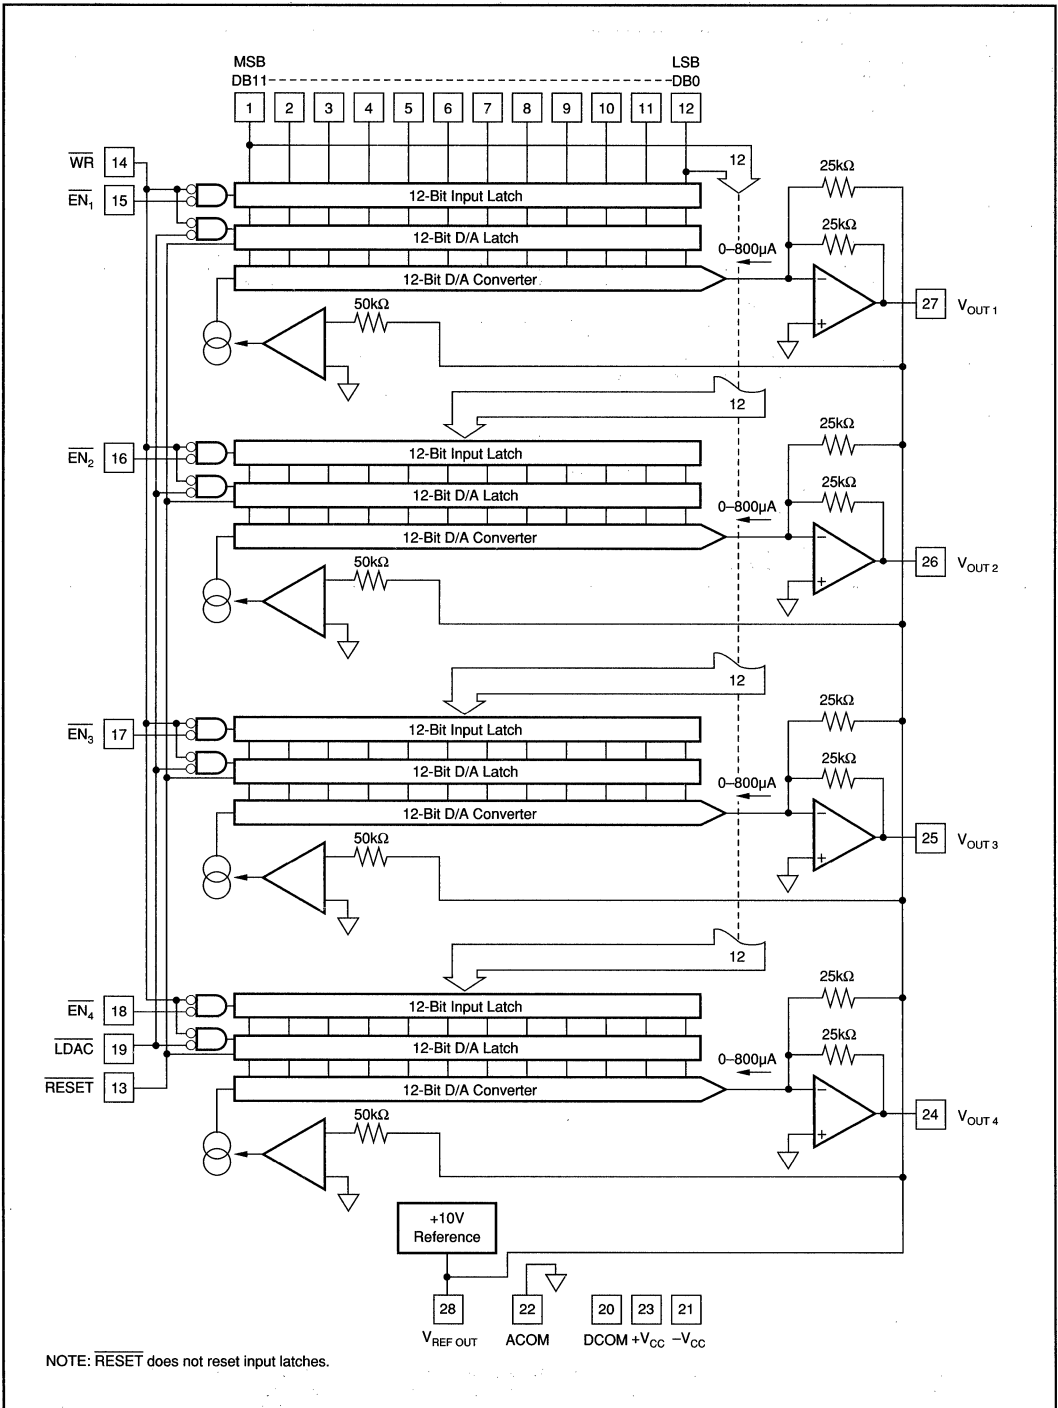 MSB LSB
DB11 DB0
1 2 3 4 5 6 7 8 9 10 11 12
WR 14
12
25kΩ
EN1 15
12-Bit Input Latch
25kΩ
12-Bit D/A Latch
0–800µA
12-Bit D/A Converter
−
50kΩ
27 VOUT 1
+
12
25kΩ
EN2 16
12-Bit Input Latch
25kΩ
12-Bit D/A Latch
0–800µA
12-Bit D/A Converter
−
50kΩ
26 VOUT 2
+
12
25kΩ
EN3 17
12-Bit Input Latch
25kΩ
12-Bit D/A Latch
0–800µA
12-Bit D/A Converter
−
50kΩ
25 VOUT 3
+
12
25kΩ
EN4 18
12-Bit Input Latch
25kΩ
LDAC 19
12-Bit D/A Latch
0–800µA
RESET 13
12-Bit D/A Converter
−
50kΩ
24 VOUT 4
+
+10V
Reference
28 22 20 23 21
VREF OUT ACOM DCOM +VCC −VCC
NOTE: RESET does not reset input latches.